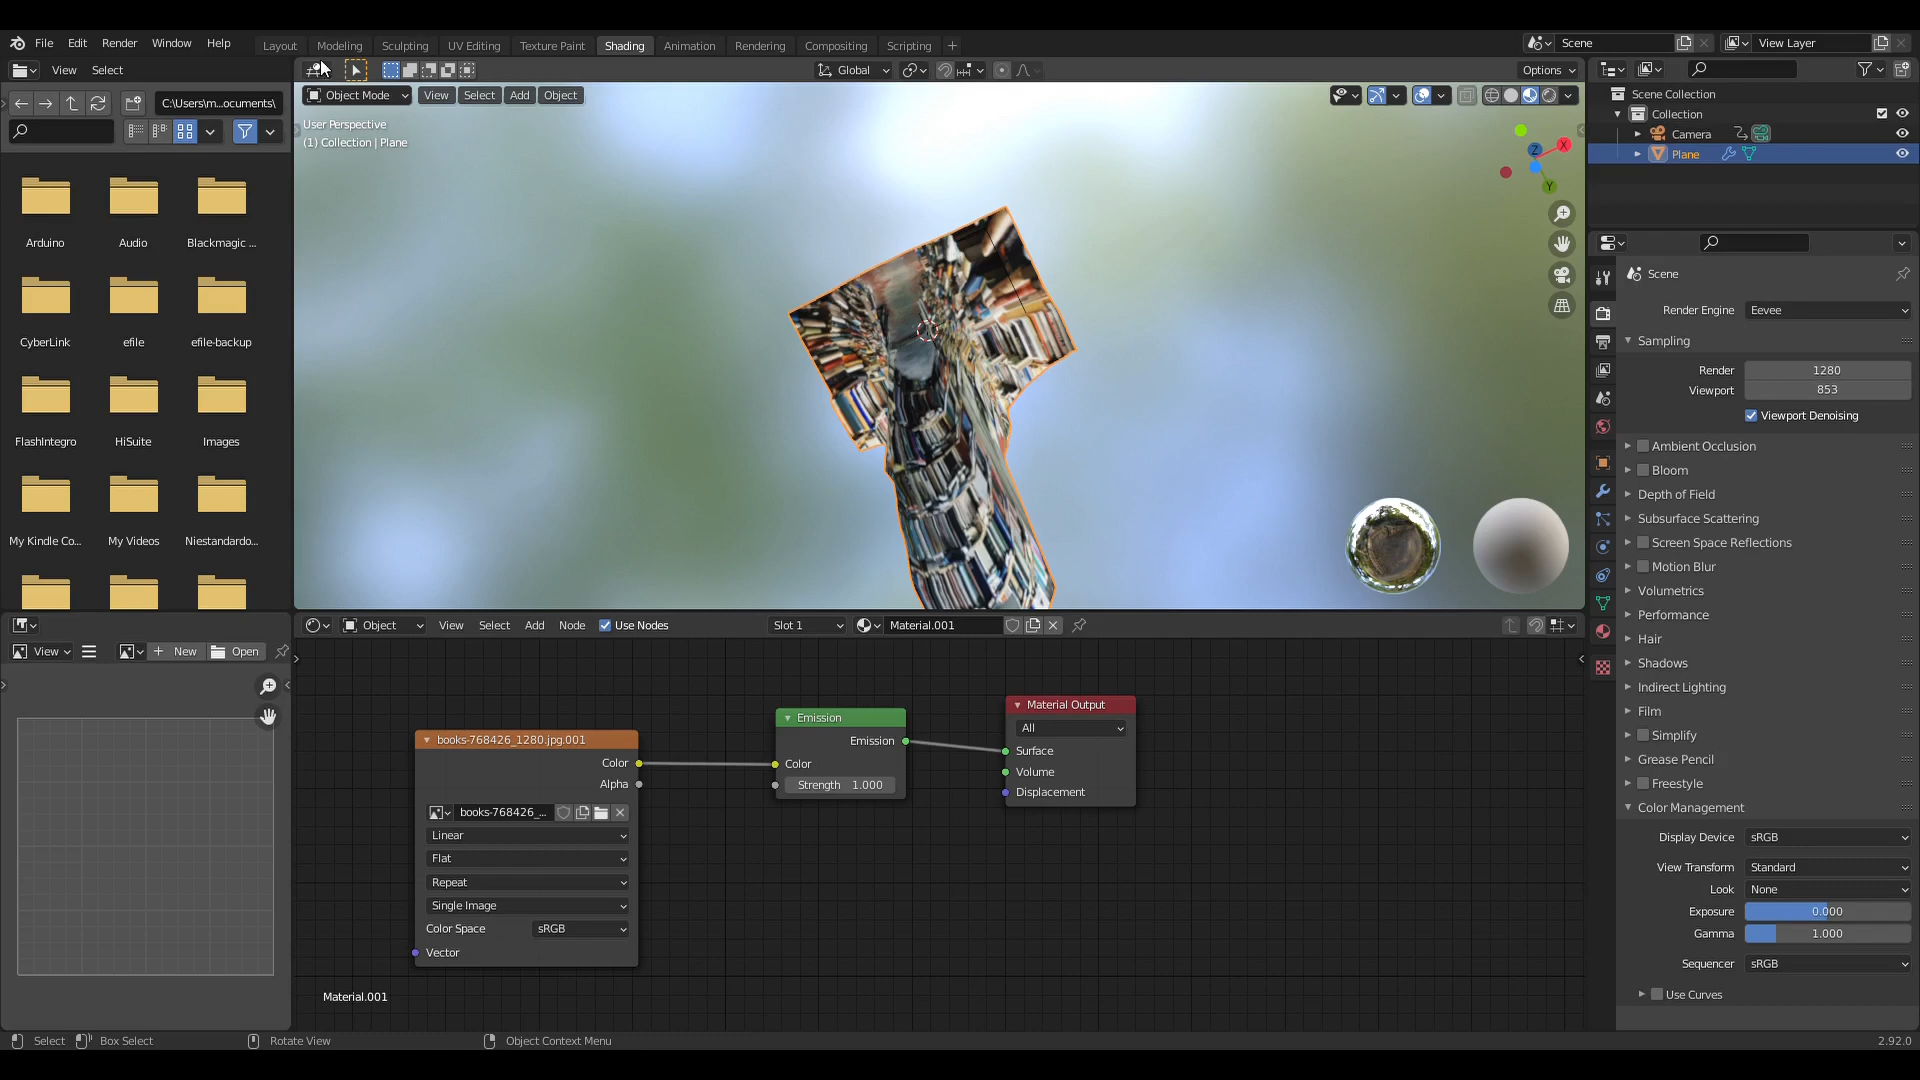 File Edit Render Window Help Layout Modeling Sculpting UV Editing Texture Paint Shading Animation Rendering Compositing Scripting + Scene View Layer
View Select Global Options
C:\Users\m...ocuments\ Object Mode View Select Add Object
User Perspective
(1) Collection | Plane
Arduino Audio Blackmagic ...
CyberLink efile efile-backup
FlashIntegro HiSuite Images
My Kindle Co... My Videos Niestandardo...
X
Y
Z
Scene Collection
Collection
Camera
Plane
Scene
Render Engine Eevee
Sampling
Render 1280
Viewport 853
Viewport Denoising
Ambient Occlusion
Bloom
Depth of Field
Subsurface Scattering
Screen Space Reflections
Motion Blur
Volumetrics
Performance
Hair
Shadows
Indirect Lighting
Film
Simplify
Grease Pencil
Freestyle
Color Management
Display Device sRGB
View Transform Standard
Look None
Exposure 0.000
Gamma 1.000
Sequencer sRGB
Use Curves
Object View Select Add Node Use Nodes Slot 1 Material.001
View New Open
books-768426_1280.jpg.001
Color
Alpha
books-768426_...
Linear
Flat
Repeat
Single Image
Color Space sRGB
Vector
Emission
Emission
Color
Strength 1.000
Material Output
All
Surface
Volume
Displacement
Material.001
Select Box Select Rotate View Object Context Menu 2.92.0